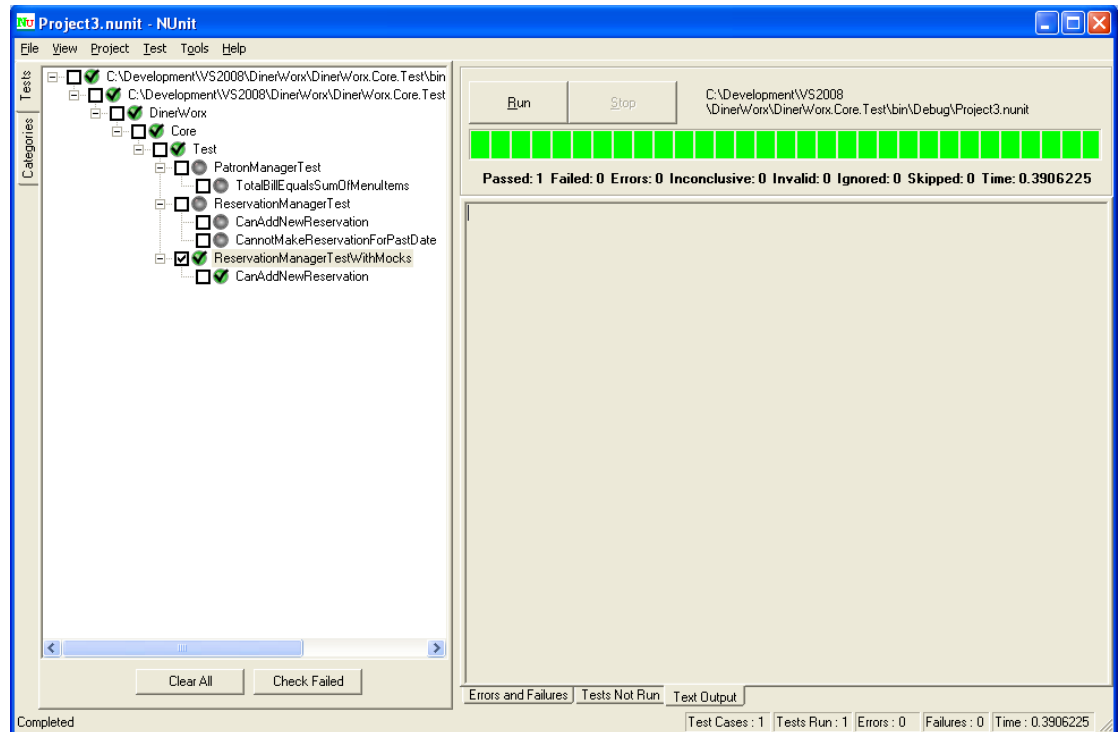 Project3.nunit - NUnit
File View Project Test Tools Help
Tests
Categories
C:\Development\VS2008\DinerWorx\DinerWorx.Core.Test\bin
C:\Development\VS2008\DinerWorx\DinerWorx.Core.Test
DinerWorx
Core
Test
PatronManagerTest
TotalBillEqualsSumOfMenuItems
ReservationManagerTest
CanAddNewReservation
CannotMakeReservationForPastDate
ReservationManagerTestWithMocks
CanAddNewReservation
Clear All Check Failed
Run Stop
C:\Development\VS2008
\DinerWorx\DinerWorx.Core.Test\bin\Debug\Project3.nunit
Passed: 1 Failed: 0 Errors: 0 Inconclusive: 0 Invalid: 0 Ignored: 0 Skipped: 0 Time: 0.3906225
Errors and Failures Tests Not Run Text Output
Completed Test Cases : 1 Tests Run : 1 Errors : 0 Failures : 0 Time : 0.3906225